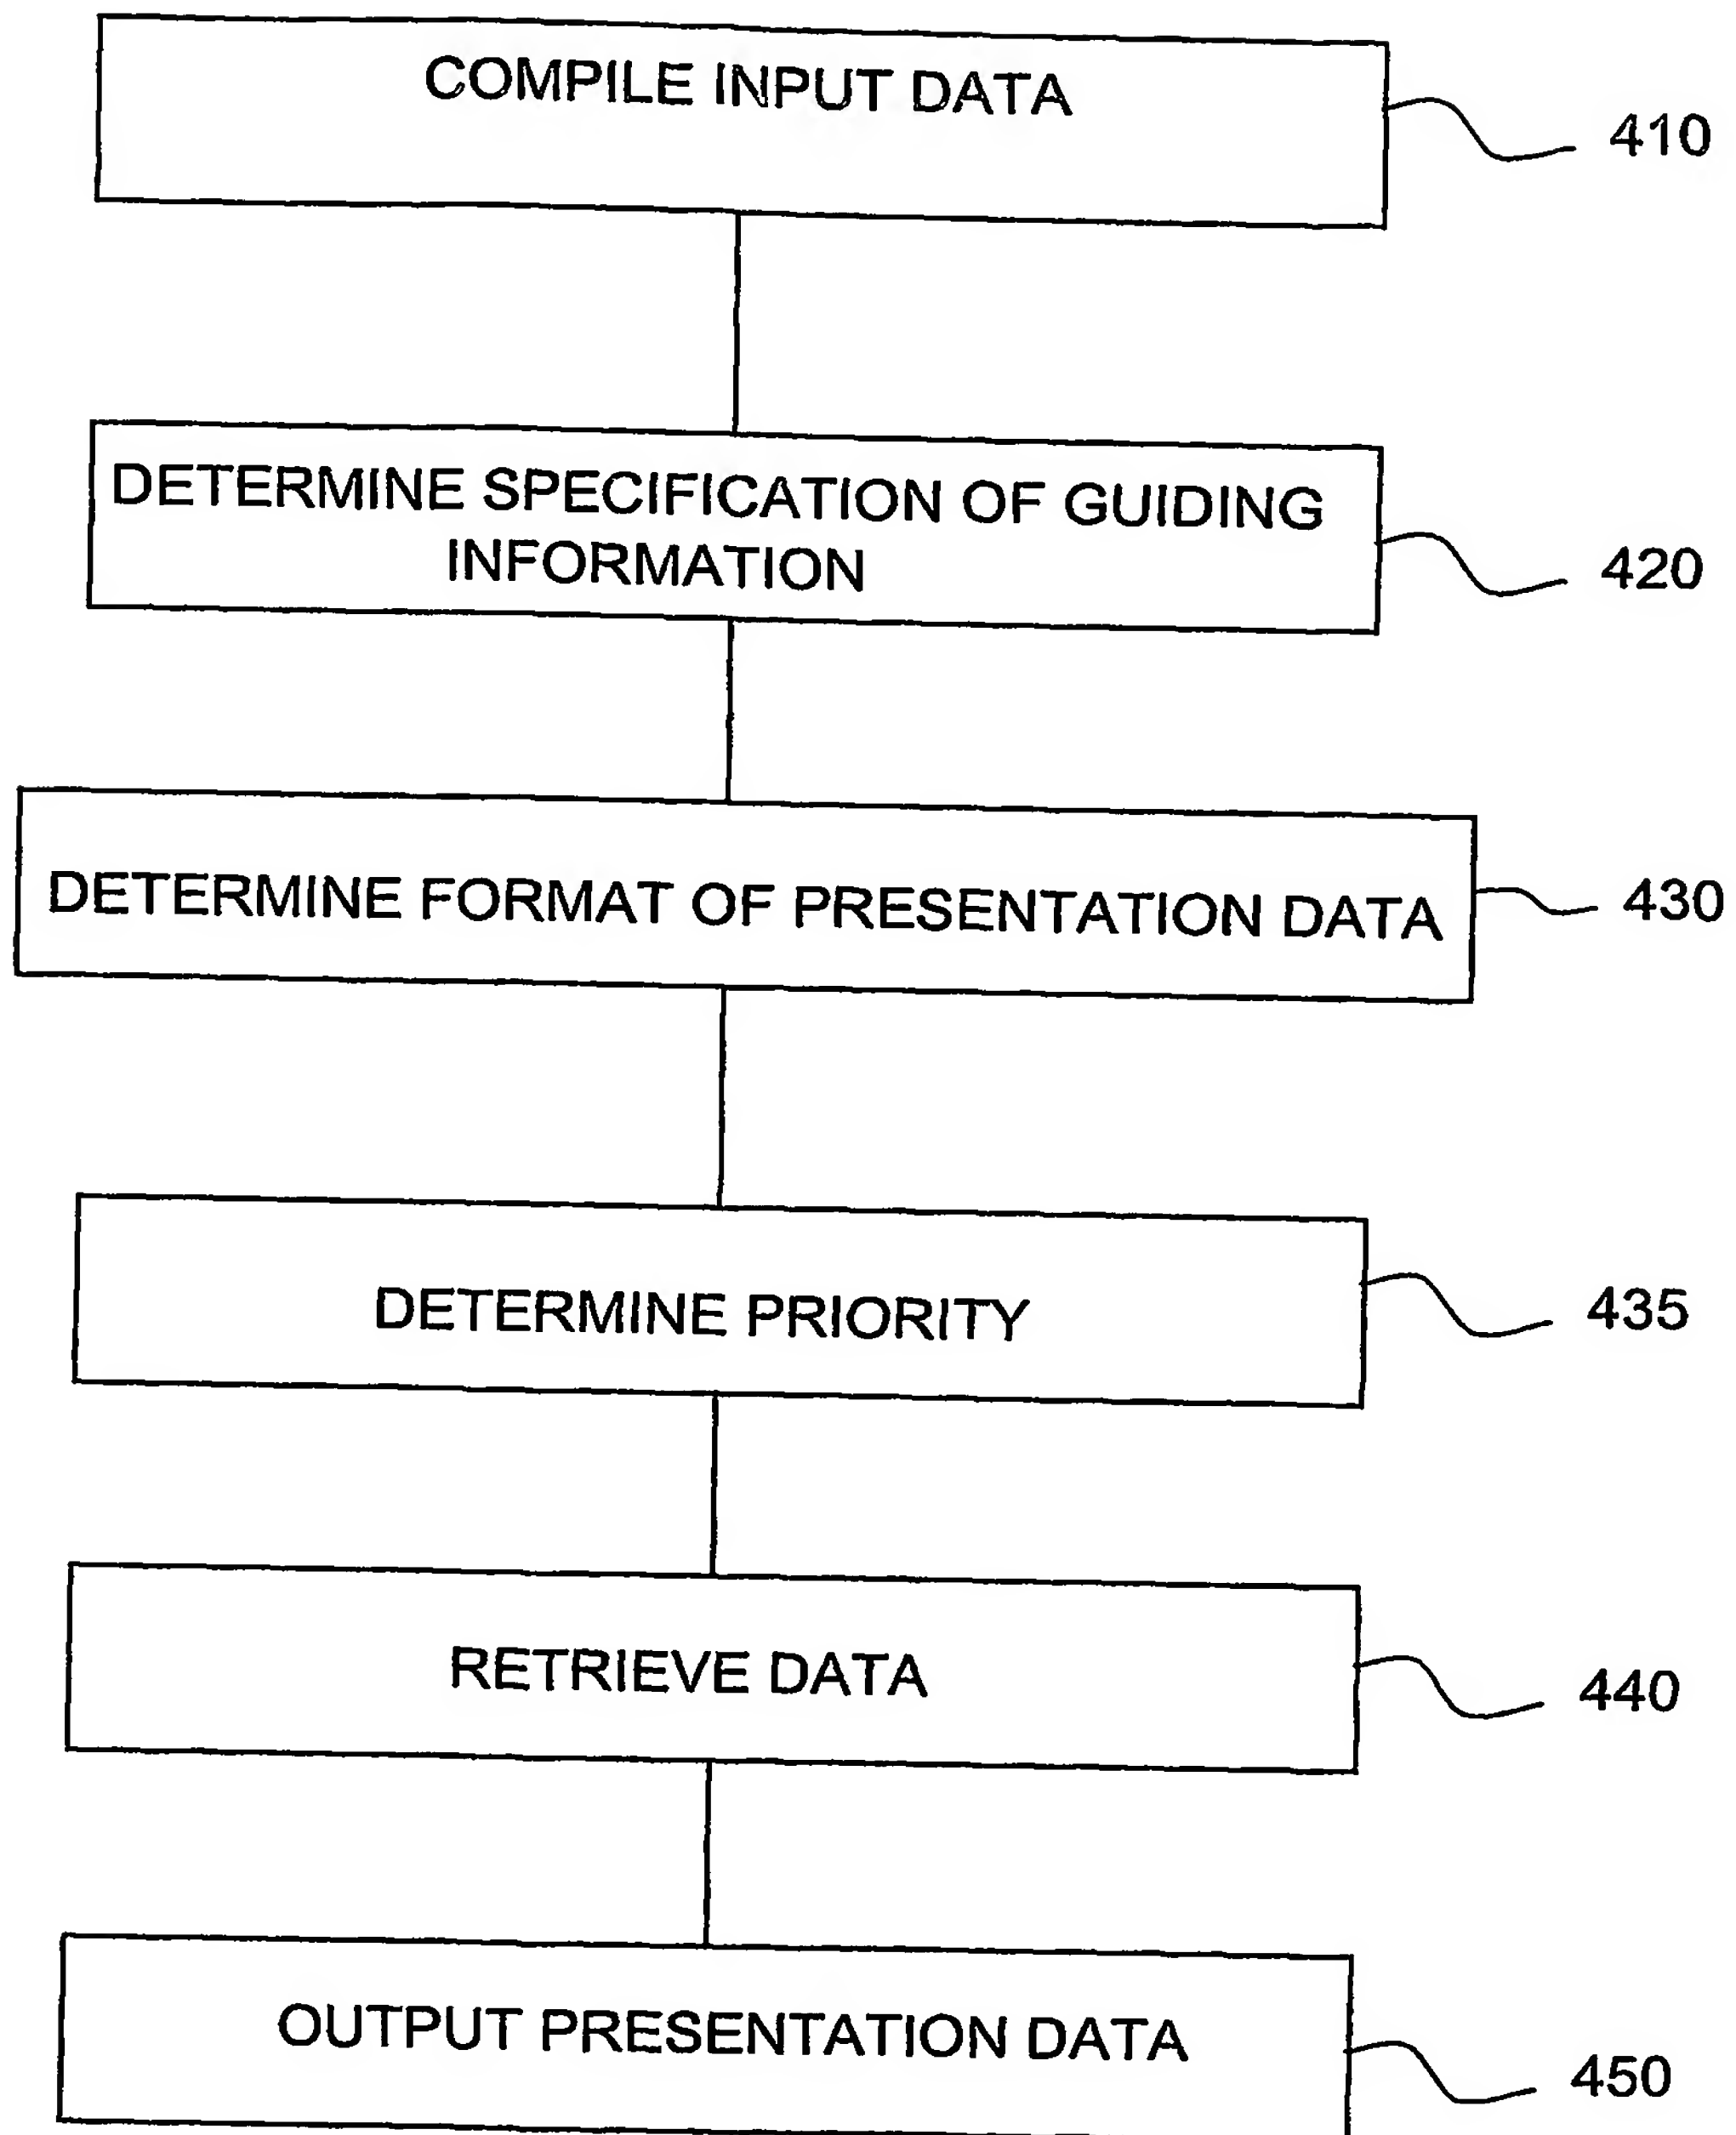 COMPILE INPUT DATA
410
DETERMINE SPECIFICATION OF GUIDING
INFORMATION
420
DETERMINE FORMAT OF PRESENTATION DATA
430
DETERMINE PRIORITY
435
RETRIEVE DATA
440
OUTPUT PRESENTATION DATA
450